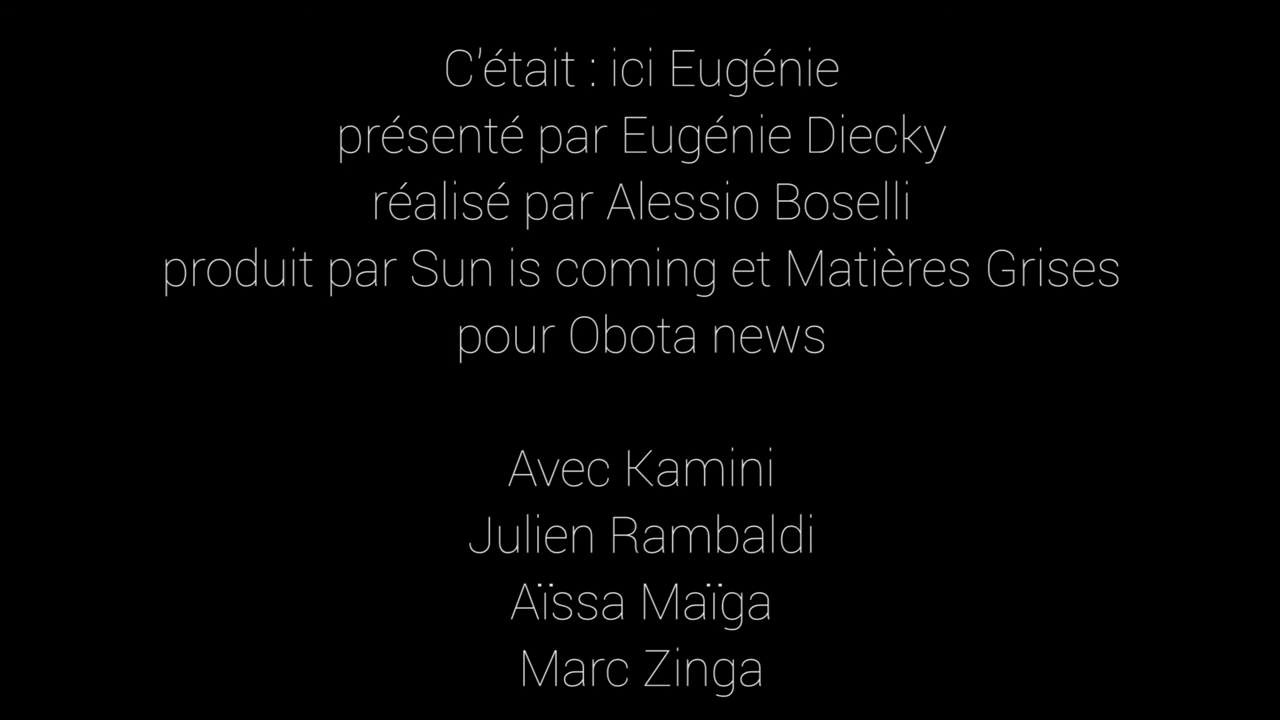 C'était : ici Eugénie
présenté par Eugénie Diecky
réalisé par Alessio Boselli
produit par Sun is coming et Matières Grises
pour Obota news
Avec Kamini
Julien Rambaldi
Aïssa Maïga
Marc Zinga